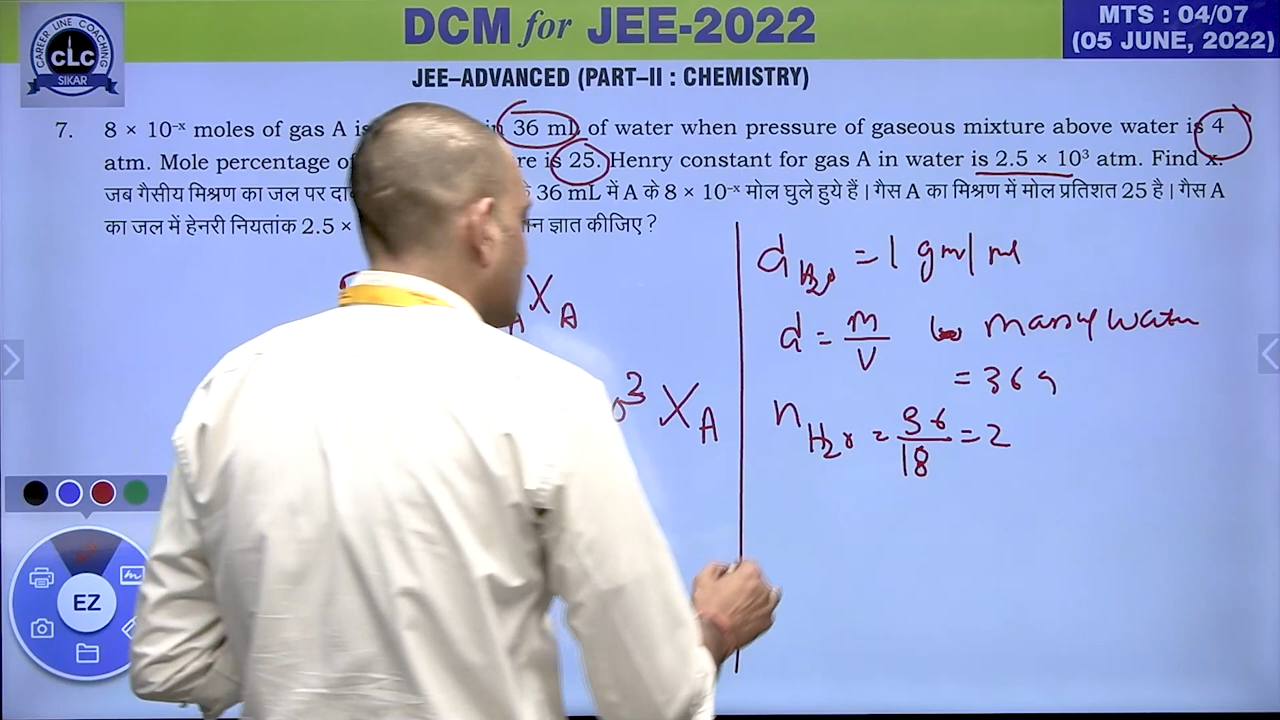 DCM for JEE-2022
MTS : 04/07
(05 JUNE, 2022)
CAREER LINE COACHING
CLC
SIKAR
JEE–ADVANCED (PART–II : CHEMISTRY)
7. 8 × 10⁻ˣ moles of gas A is in 36 mL of water when pressure of gaseous mixture above water is 4
atm. Mole percentage of is 25. Henry constant for gas A in water is 2.5 × 10³ atm. Find x.
जब गैसीय मिश्रण का जल पर 36 mL में A के 8 × 10⁻ˣ मोल घुले हुये हैं। गैस A का मिश्रण में मोल प्रतिशत 25 है। गैस A
का जल में हेनरी नियतांक 2.5 × ज्ञात कीजिए ?
d H₂O = 1 gm/ml
X_A
d = m/V mass of water
= 36 g
³ X_A
n H₂O = 36/18 = 2
EZ